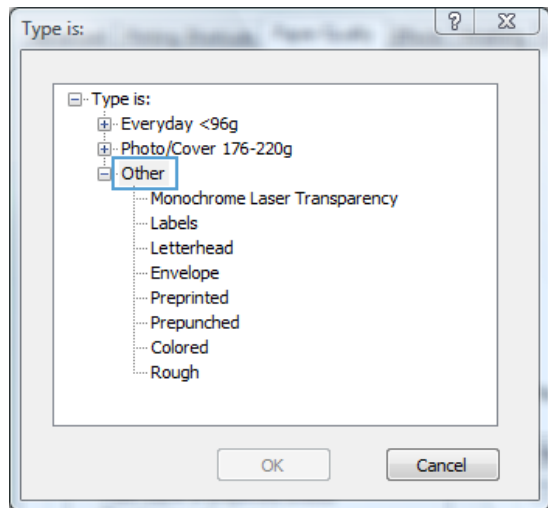 Type is:
Type is:
Everyday <96g
Photo/Cover 176-220g
Other
Monochrome Laser Transparency
Labels
Letterhead
Envelope
Preprinted
Prepunched
Colored
Rough
OK
Cancel